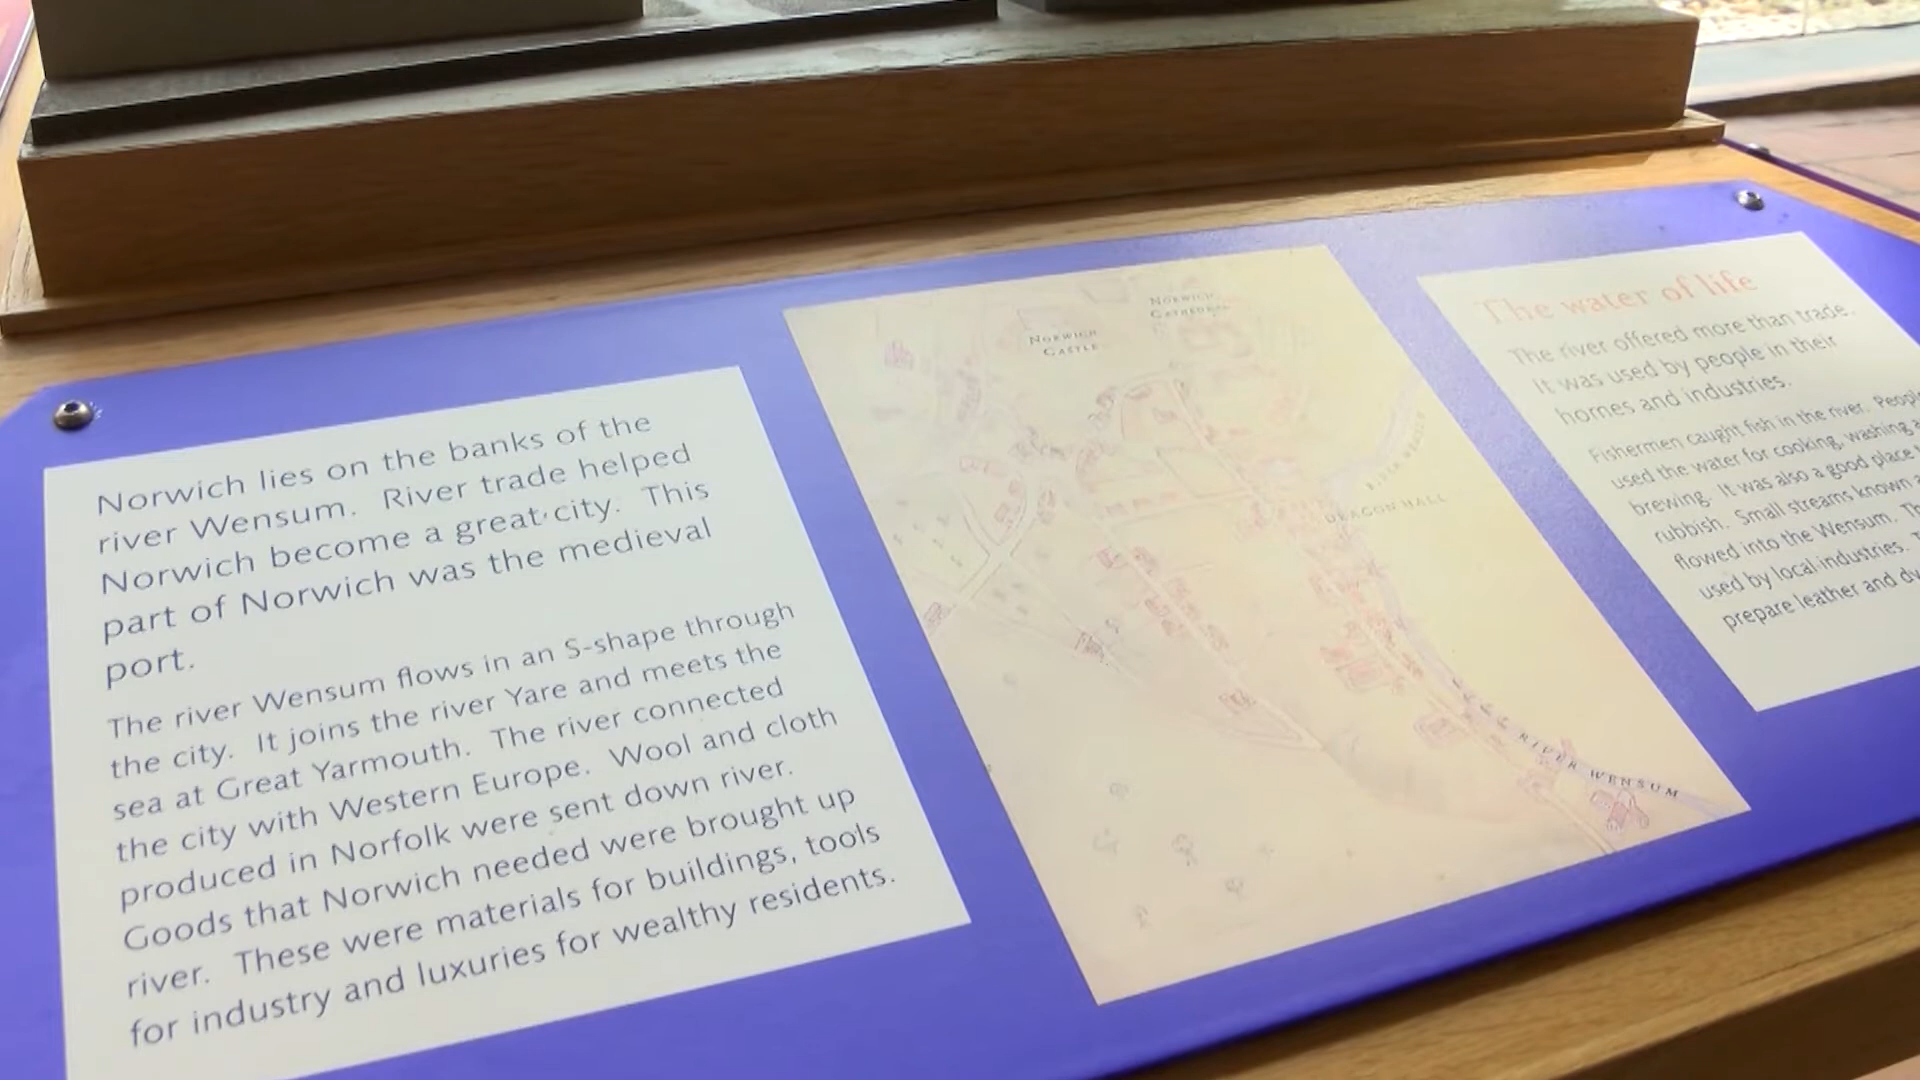 Norwich lies on the banks of the
river Wensum. River trade helped
Norwich become a great city. This
part of Norwich was the medieval
port.
The river Wensum flows in an S-shape through
the city. It joins the river Yare and meets the
sea at Great Yarmouth. The river connected
the city with Western Europe. Wool and cloth
produced in Norfolk were sent down river.
Goods that Norwich needed were brought up
river. These were materials for buildings, tools
for industry and luxuries for wealthy residents.
NORWICH
CASTLE
NORWICH
CATHEDRAL
DRAGON HALL
RIVER WENSUM
The water of life
The river offered more than trade.
It was used by people in their
homes and industries.
Fishermen caught fish in the river. People
used the water for cooking, washing
brewing. It was also a good place
rubbish. Small streams known
flowed into the Wensum.
used by local industries.
prepare leather and